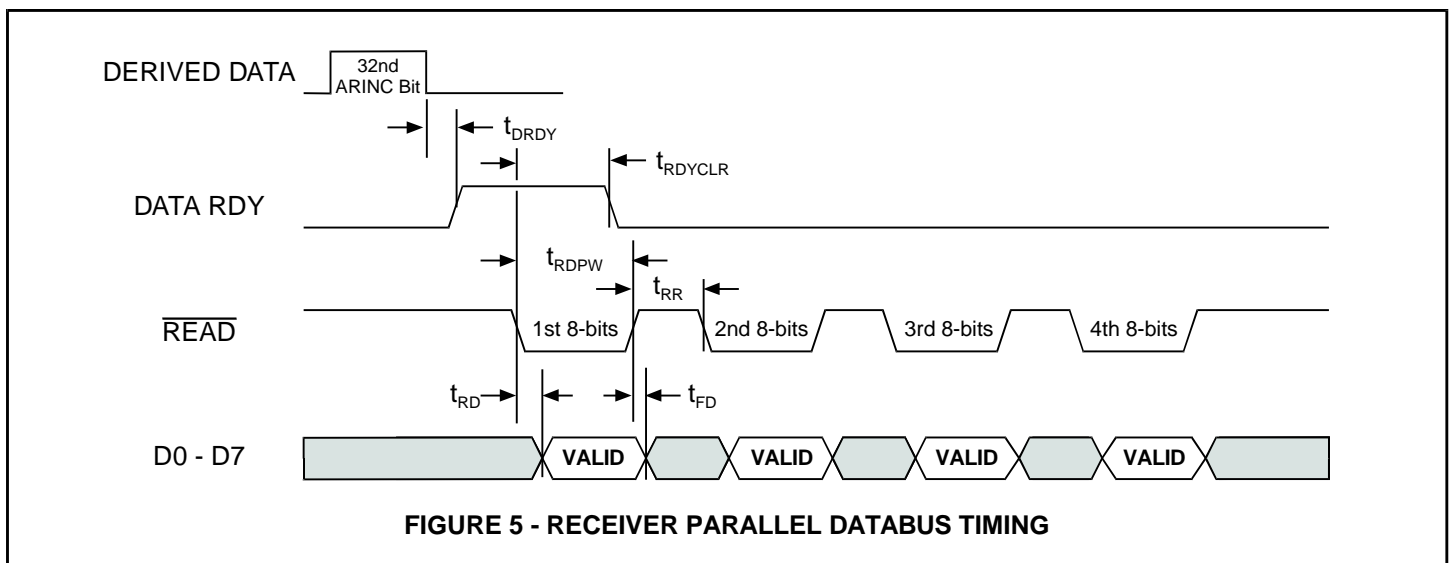 DERIVED DATA
32nd
ARINC Bit
tDRDY
tRDYCLR
DATA RDY
tRDPW
tRR
READ
1st 8-bits
2nd 8-bits
3rd 8-bits
4th 8-bits
tRD
tFD
D0 - D7
VALID
VALID
VALID
VALID
FIGURE 5 - RECEIVER PARALLEL DATABUS TIMING